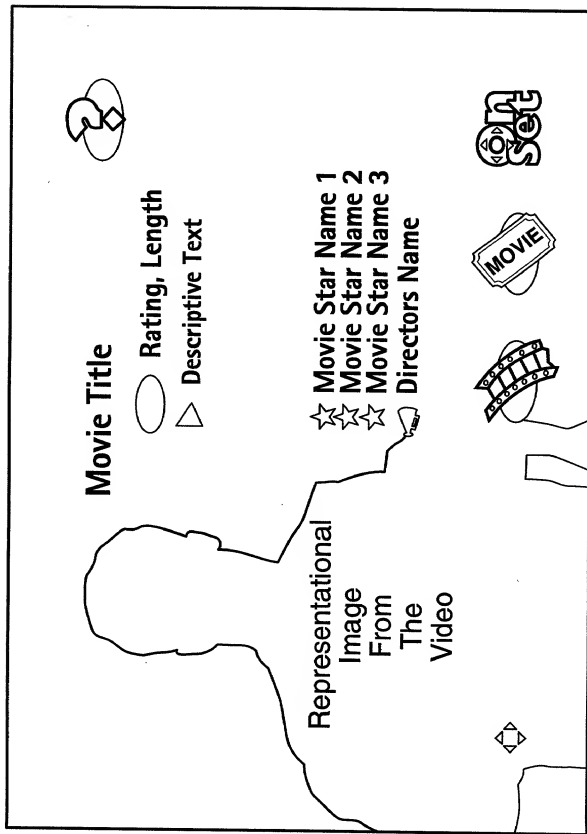 Movie Title
Rating, Length
Descriptive Text
Movie Star Name 1
Movie Star Name 2
Movie Star Name 3
Directors Name
Representational
Image
From
The
Video
MOVIE
On
set